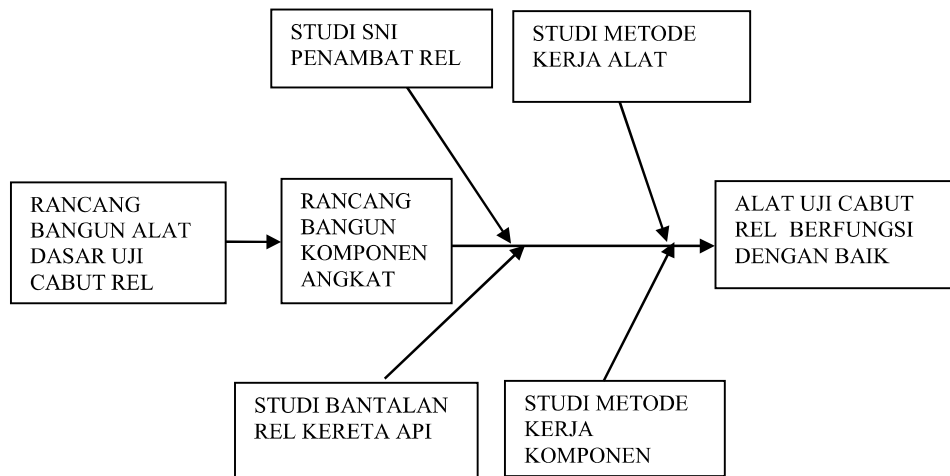 STUDI SNI
PENAMBAT REL
STUDI METODE
KERJA ALAT
RANCANG
BANGUN ALAT
DASAR UJI
CABUT REL
RANCANG
BANGUN
KOMPONEN
ANGKAT
ALAT UJI CABUT
REL BERFUNGSI
DENGAN BAIK
STUDI BANTALAN
REL KERETA API
STUDI METODE
KERJA
KOMPONEN